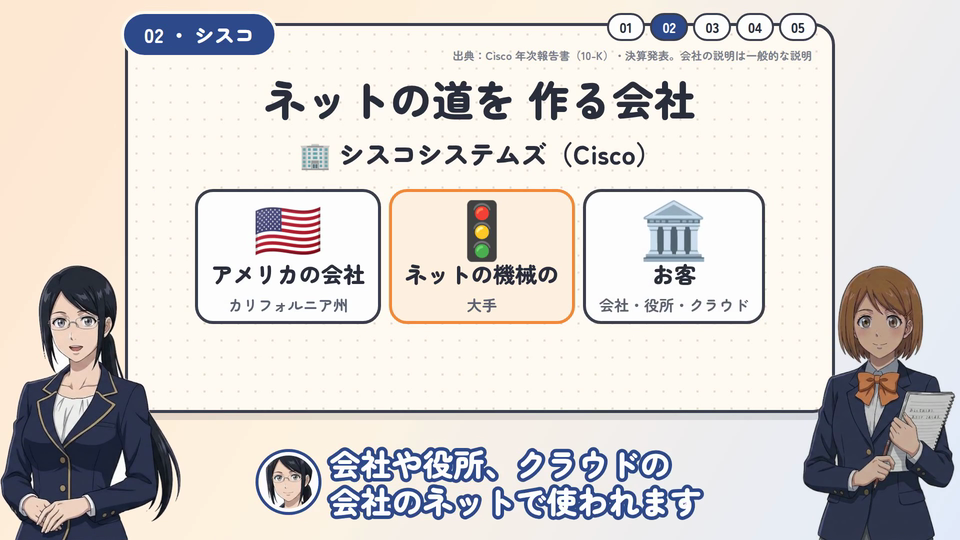 02 ・ シスコ
01 02 03 04 05
出典：Cisco 年次報告書（10-K）・決算発表。会社の説明は一般的な説明
ネットの道を 作る会社
シスコシステムズ（Cisco）
アメリカの会社
カリフォルニア州
ネットの機械の
大手
お客
会社・役所・クラウド
会社や役所、クラウドの
会社のネットで使われます